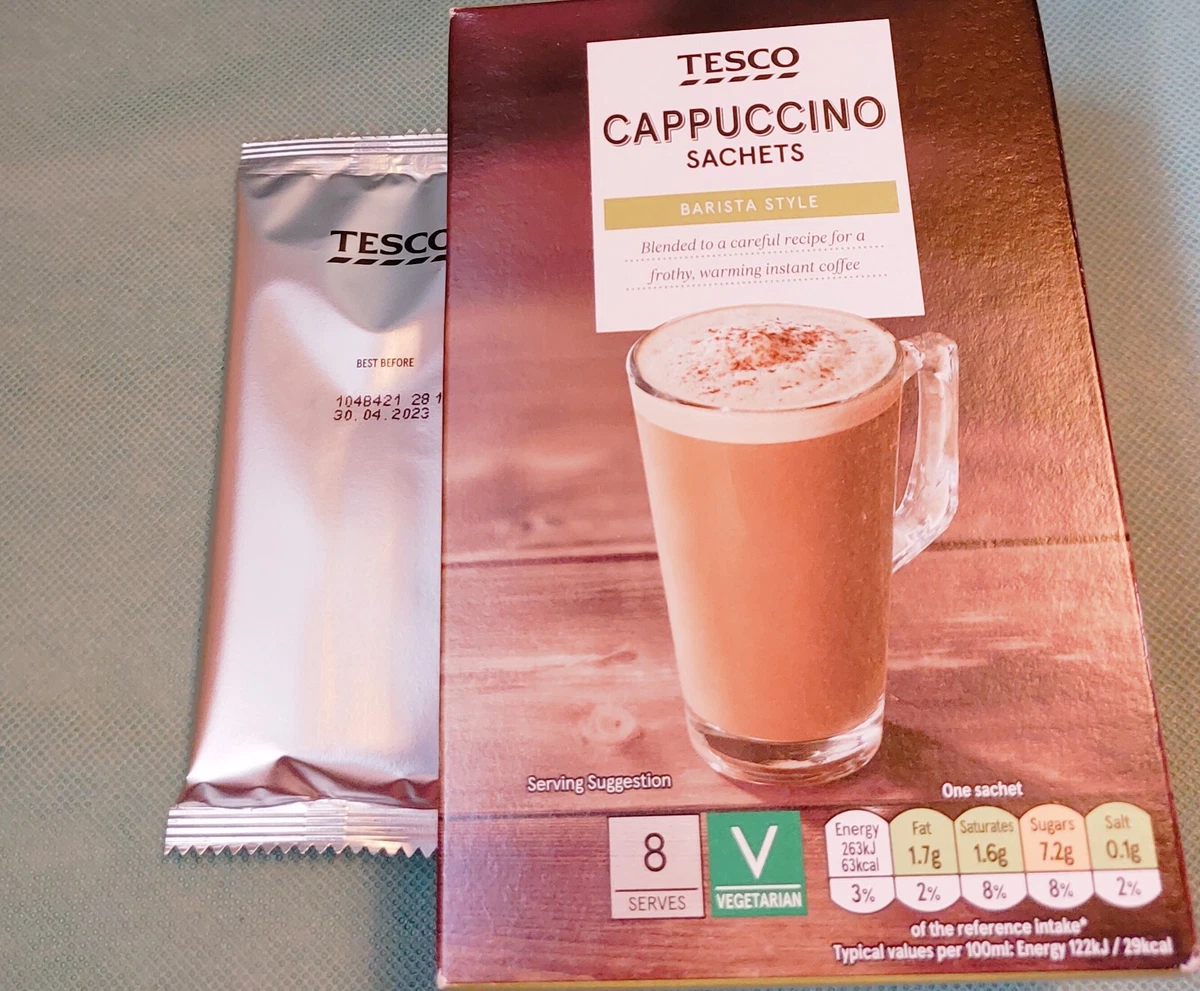 TESCO
BEST BEFORE
1048421 28 1
30.04.2023
TESCO
CAPPUCCINO
SACHETS
BARISTA STYLE
Blended to a careful recipe for a
frothy, warming instant coffee
Serving Suggestion
8
SERVES
V
VEGETARIAN
One sachet
Energy
263kJ
63kcal
3%
Fat
1.7g
2%
Saturates
1.6g
8%
Sugars
7.2g
8%
Salt
0.1g
2%
of the reference intake*
Typical values per 100ml: Energy 122kJ / 29kcal